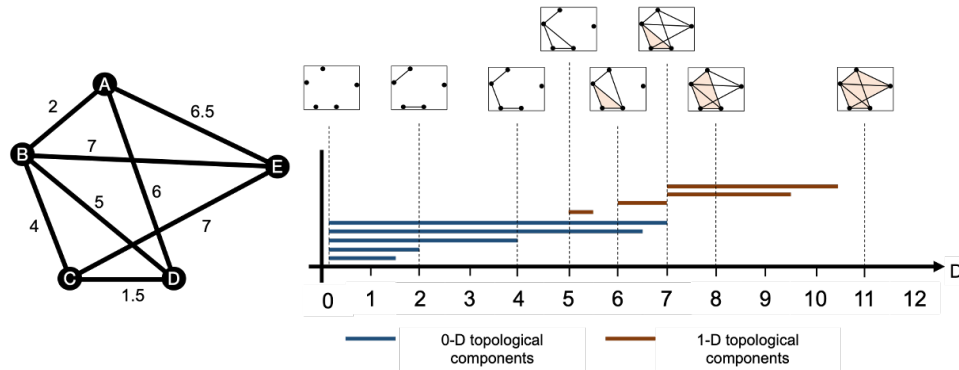 A
2
6.5
B
7
E
5
6
4
7
C
D
1.5
D
0 1 2 3 4 5 6 7 8 9 10 11 12
0-D topological
components
1-D topological
components